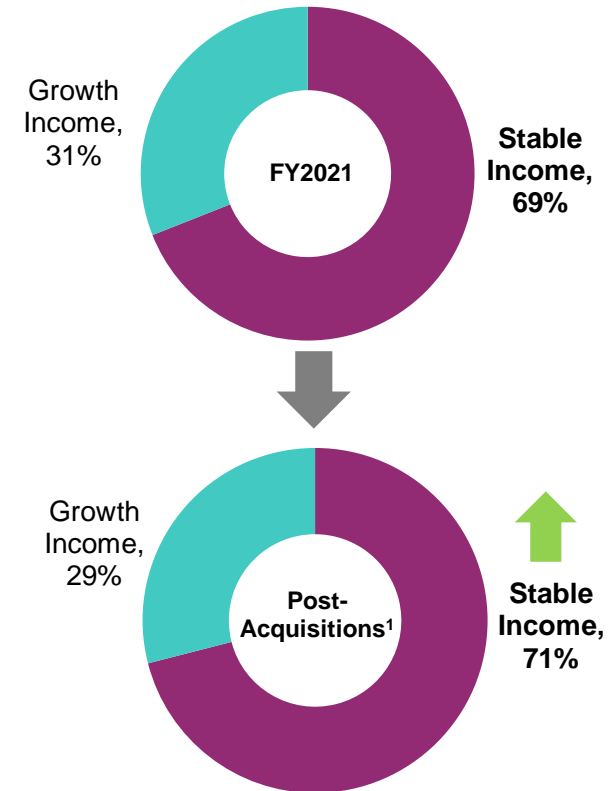 Growth
Income,
31%
FY2021
Stable
Income,
69%
Growth
Income,
29%
Post-
Acquisitions¹
Stable
Income,
71%